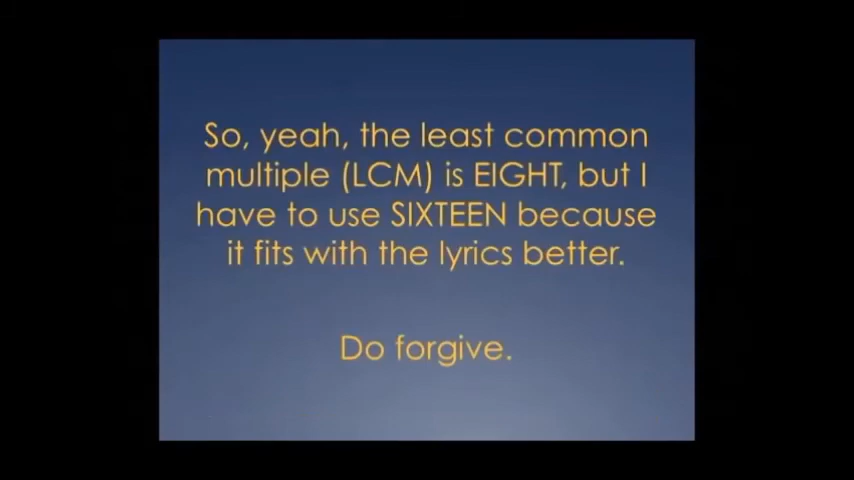 So, yeah, the least common
multiple (LCM) is EIGHT, but I
have to use SIXTEEN because
it fits with the lyrics better.
Do forgive.